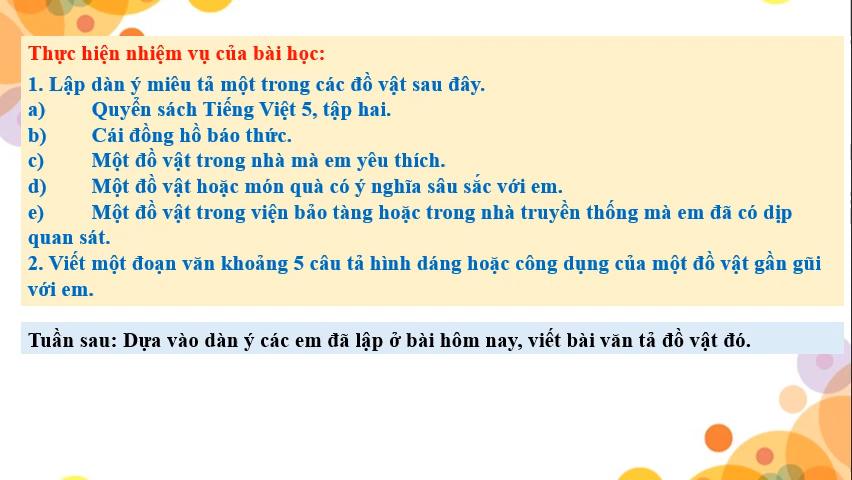 Thực hiện nhiệm vụ của bài học:
1. Lập dàn ý miêu tả một trong các đồ vật sau đây.
a) Quyển sách Tiếng Việt 5, tập hai.
b) Cái đồng hồ báo thức.
c) Một đồ vật trong nhà mà em yêu thích.
d) Một đồ vật hoặc món quà có ý nghĩa sâu sắc với em.
e) Một đồ vật trong viện bảo tàng hoặc trong nhà truyền thống mà em đã có dịp
quan sát.
2. Viết một đoạn văn khoảng 5 câu tả hình dáng hoặc công dụng của một đồ vật gần gũi
với em.
Tuần sau: Dựa vào dàn ý các em đã lập ở bài hôm nay, viết bài văn tả đồ vật đó.